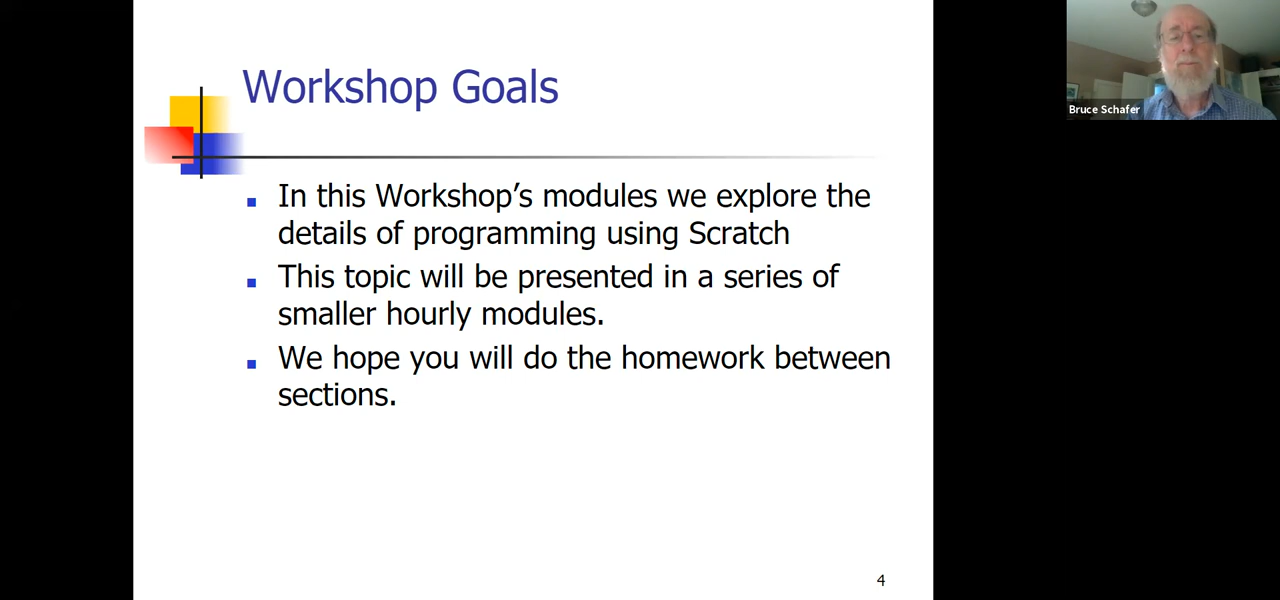 Workshop Goals
In this Workshop’s modules we explore the
details of programming using Scratch
This topic will be presented in a series of
smaller hourly modules.
We hope you will do the homework between
sections.
4
Bruce Schafer